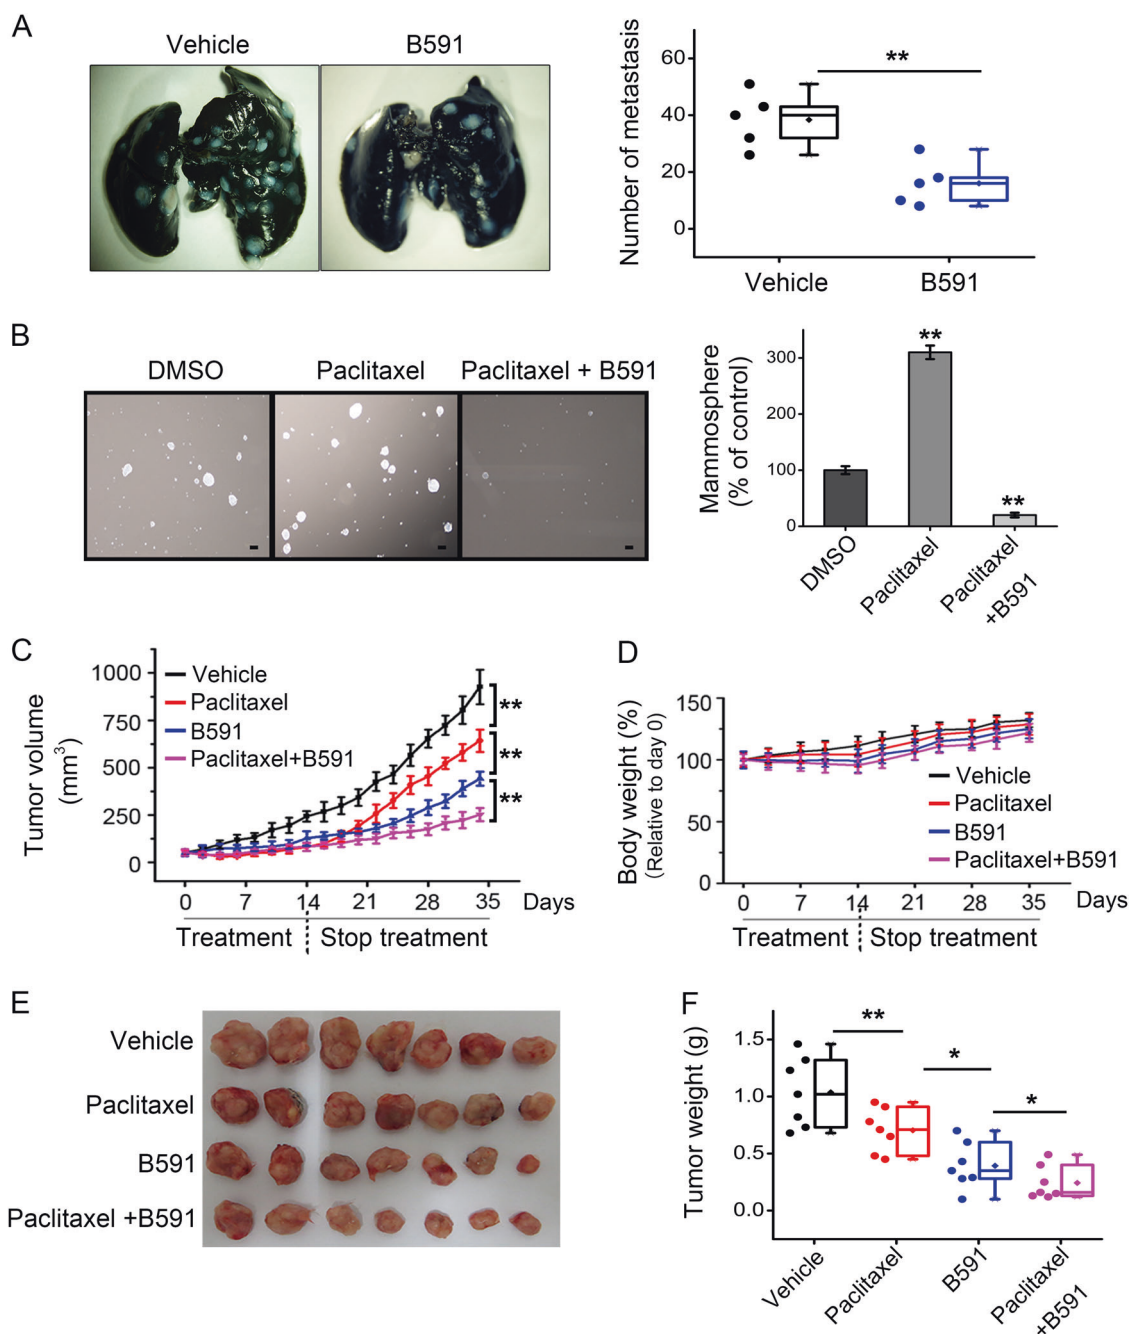 A
Vehicle
B591
Number of metastasis
60
40
20
0
**
Vehicle
B591
B
DMSO
Paclitaxel
Paclitaxel + B591
Mammosphere
(% of control)
300
200
100
0
**
**
DMSO
Paclitaxel
Paclitaxel
+B591
C
Tumor volume
(mm³)
1000
750
500
250
0
Vehicle
Paclitaxel
B591
Paclitaxel+B591
**
**
**
0
7
14
21
28
35
Days
Treatment
Stop treatment
D
Body weight (%)
(Relative to day 0)
150
100
50
0
Vehicle
Paclitaxel
B591
Paclitaxel+B591
0
7
14
21
28
35
Days
Treatment
Stop treatment
E
Vehicle
Paclitaxel
B591
Paclitaxel +B591
F
Tumor weight (g)
1.5
1.0
0.5
0.0
**
*
*
Vehicle
Paclitaxel
B591
Paclitaxel
+B591